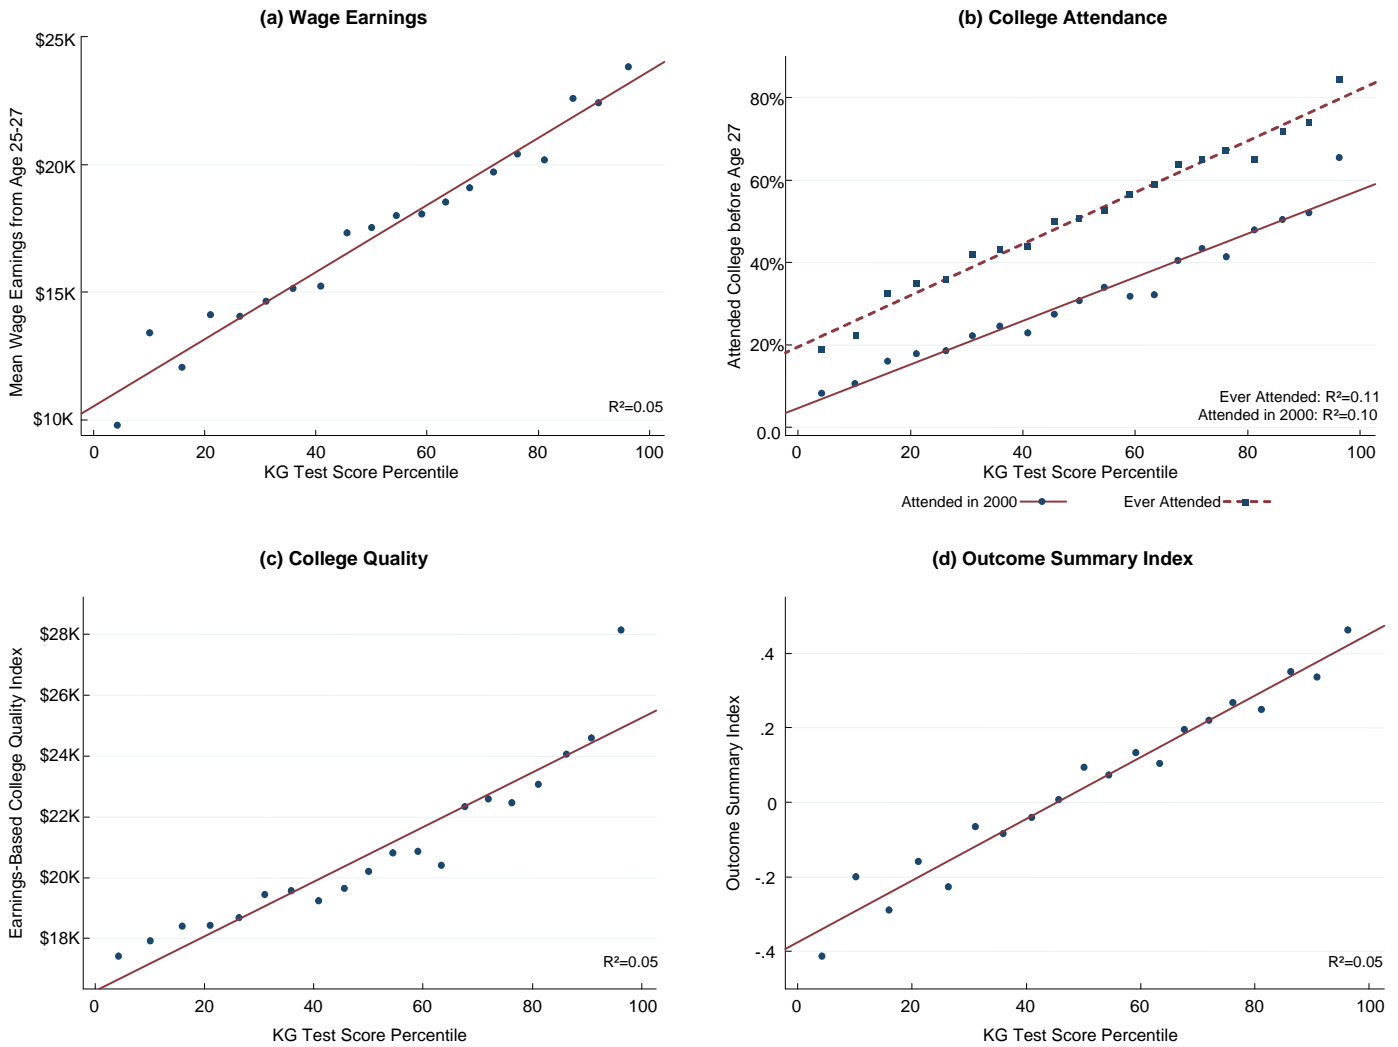 (a) Wage Earnings
Mean Wage Earnings from Age 25-27
$25K
$20K
$15K
$10K
R²=0.05
0 20 40 60 80 100
KG Test Score Percentile
(b) College Attendance
Attended College before Age 27
80%
60%
40%
20%
0.0
Ever Attended: R²=0.11
Attended in 2000: R²=0.10
0 20 40 60 80 100
KG Test Score Percentile
Attended in 2000 Ever Attended
(c) College Quality
Earnings-Based College Quality Index
$28K
$26K
$24K
$22K
$20K
$18K
R²=0.05
0 20 40 60 80 100
KG Test Score Percentile
(d) Outcome Summary Index
Outcome Summary Index
.4
.2
0
-.2
-.4
R²=0.05
0 20 40 60 80 100
KG Test Score Percentile